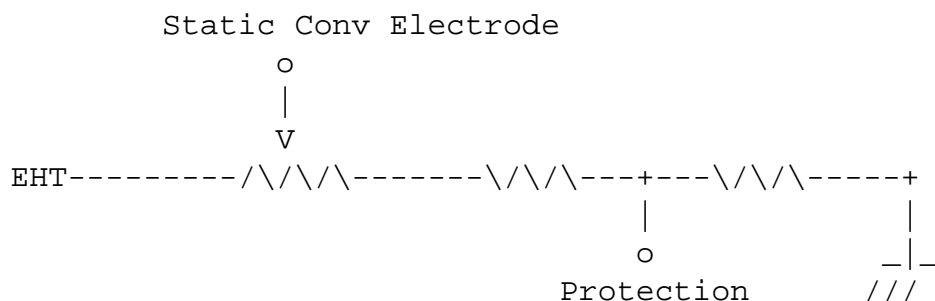 Static Conv Electrode
o
|
V
EHT---------/\/\/\-------\/\/\---+---\/\/\-----+
| |
o _|_
Protection ///